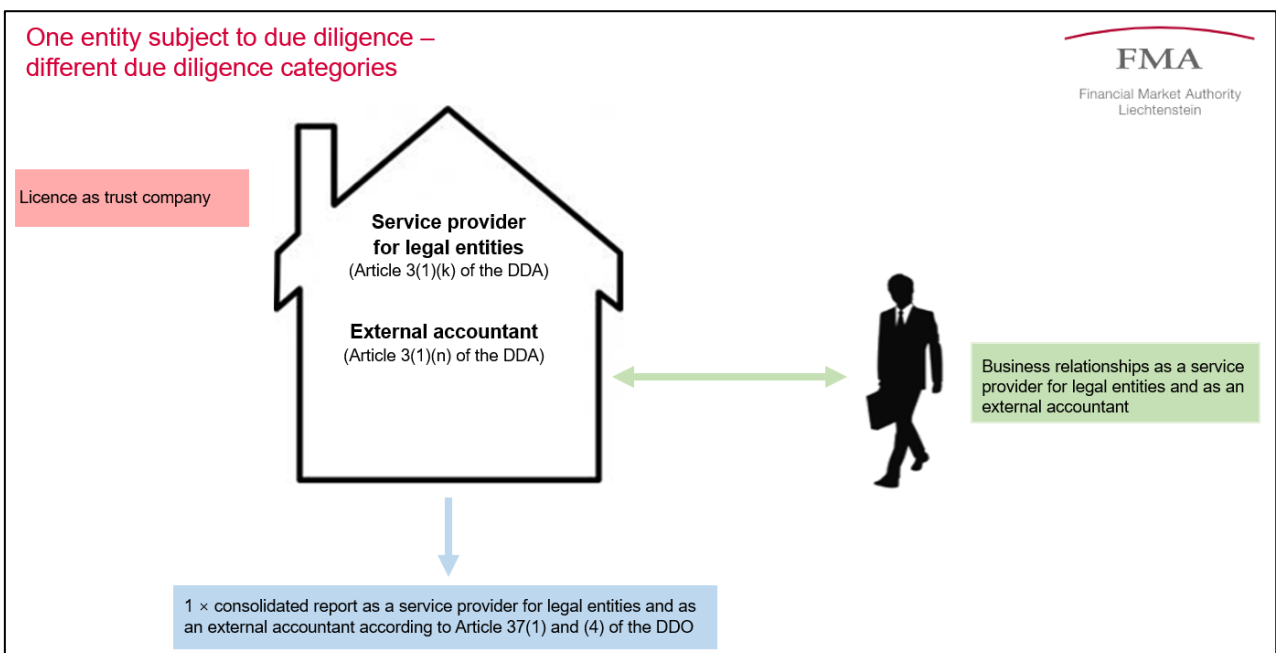 One entity subject to due diligence –
different due diligence categories
FMA
Financial Market Authority
Liechtenstein
Licence as trust company
Service provider
for legal entities
(Article 3(1)(k) of the DDA)
External accountant
(Article 3(1)(n) of the DDA)
Business relationships as a service
provider for legal entities and as an
external accountant
1 × consolidated report as a service provider for legal entities and as
an external accountant according to Article 37(1) and (4) of the DDO